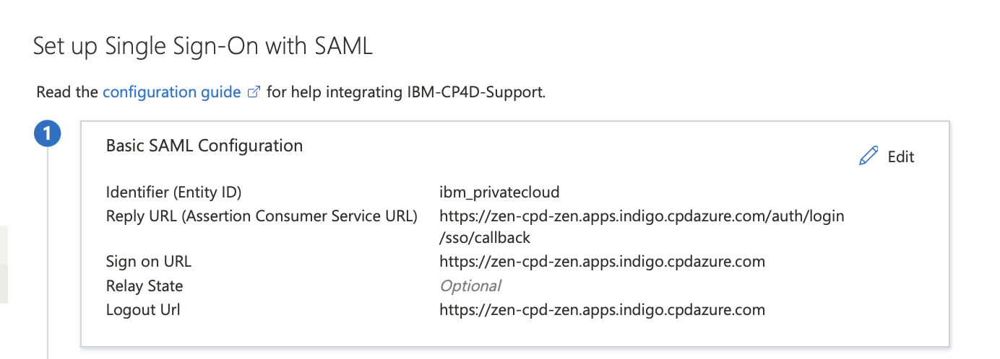 Set up Single Sign-On with SAML
Read the configuration guide for help integrating IBM-CP4D-Support.
1
Basic SAML Configuration
Edit
Identifier (Entity ID) ibm_privatecloud
Reply URL (Assertion Consumer Service URL) https://zen-cpd-zen.apps.indigo.cpdazure.com/auth/login
/sso/callback
Sign on URL https://zen-cpd-zen.apps.indigo.cpdazure.com
Relay State Optional
Logout Url https://zen-cpd-zen.apps.indigo.cpdazure.com